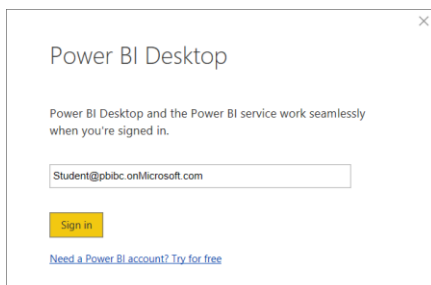 Power BI Desktop
Power BI Desktop and the Power BI service work seamlessly
when you're signed in.
Student@pbibc.onMicrosoft.com
Sign in
Need a Power BI account? Try for free